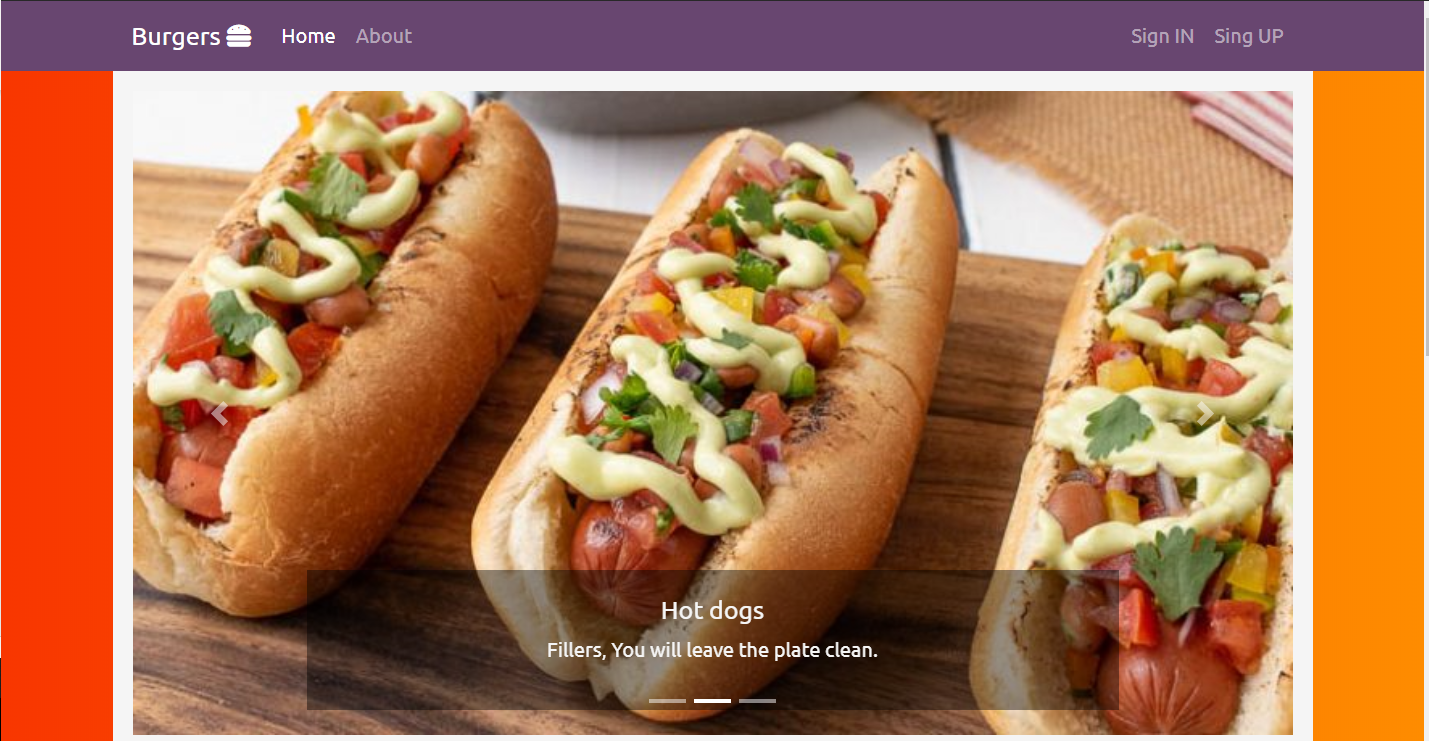 Burgers
Home
About
Sign IN
Sing UP
Hot dogs
Fillers, You will leave the plate clean.